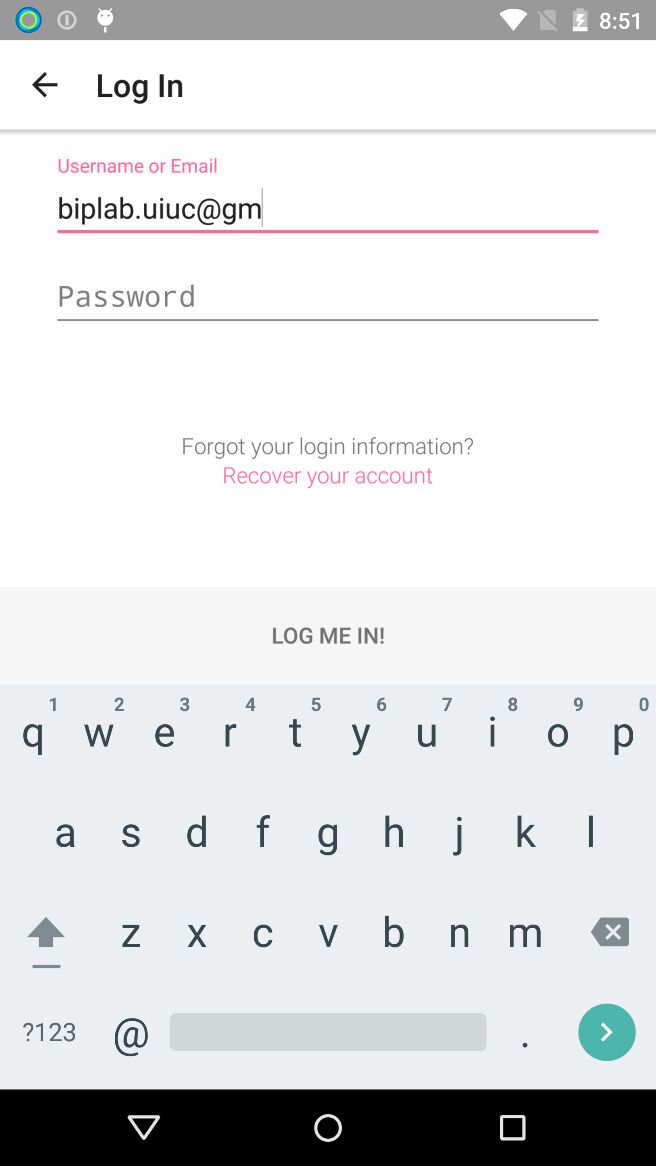 8:51
Log In
Username or Email
biplab.uiuc@gm
Password
Forgot your login information?
Recover your account
LOG ME IN!
1 2 3 4 5 6 7 8 9 0
q w e r t y u i o p
a s d f g h j k l
z x c v b n m
?123 @ .